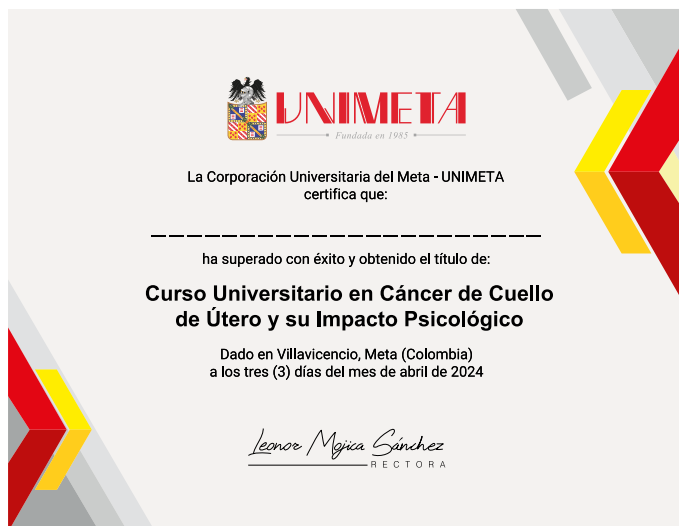 UNIMETA
Fundada en 1985
La Corporación Universitaria del Meta - UNIMETA
certifica que:
ha superado con éxito y obtenido el título de:
Curso Universitario en Cáncer de Cuello
de Útero y su Impacto Psicológico
Dado en Villavicencio, Meta (Colombia)
a los tres (3) días del mes de abril de 2024
Leonor Mojica Sánchez
RECTORA